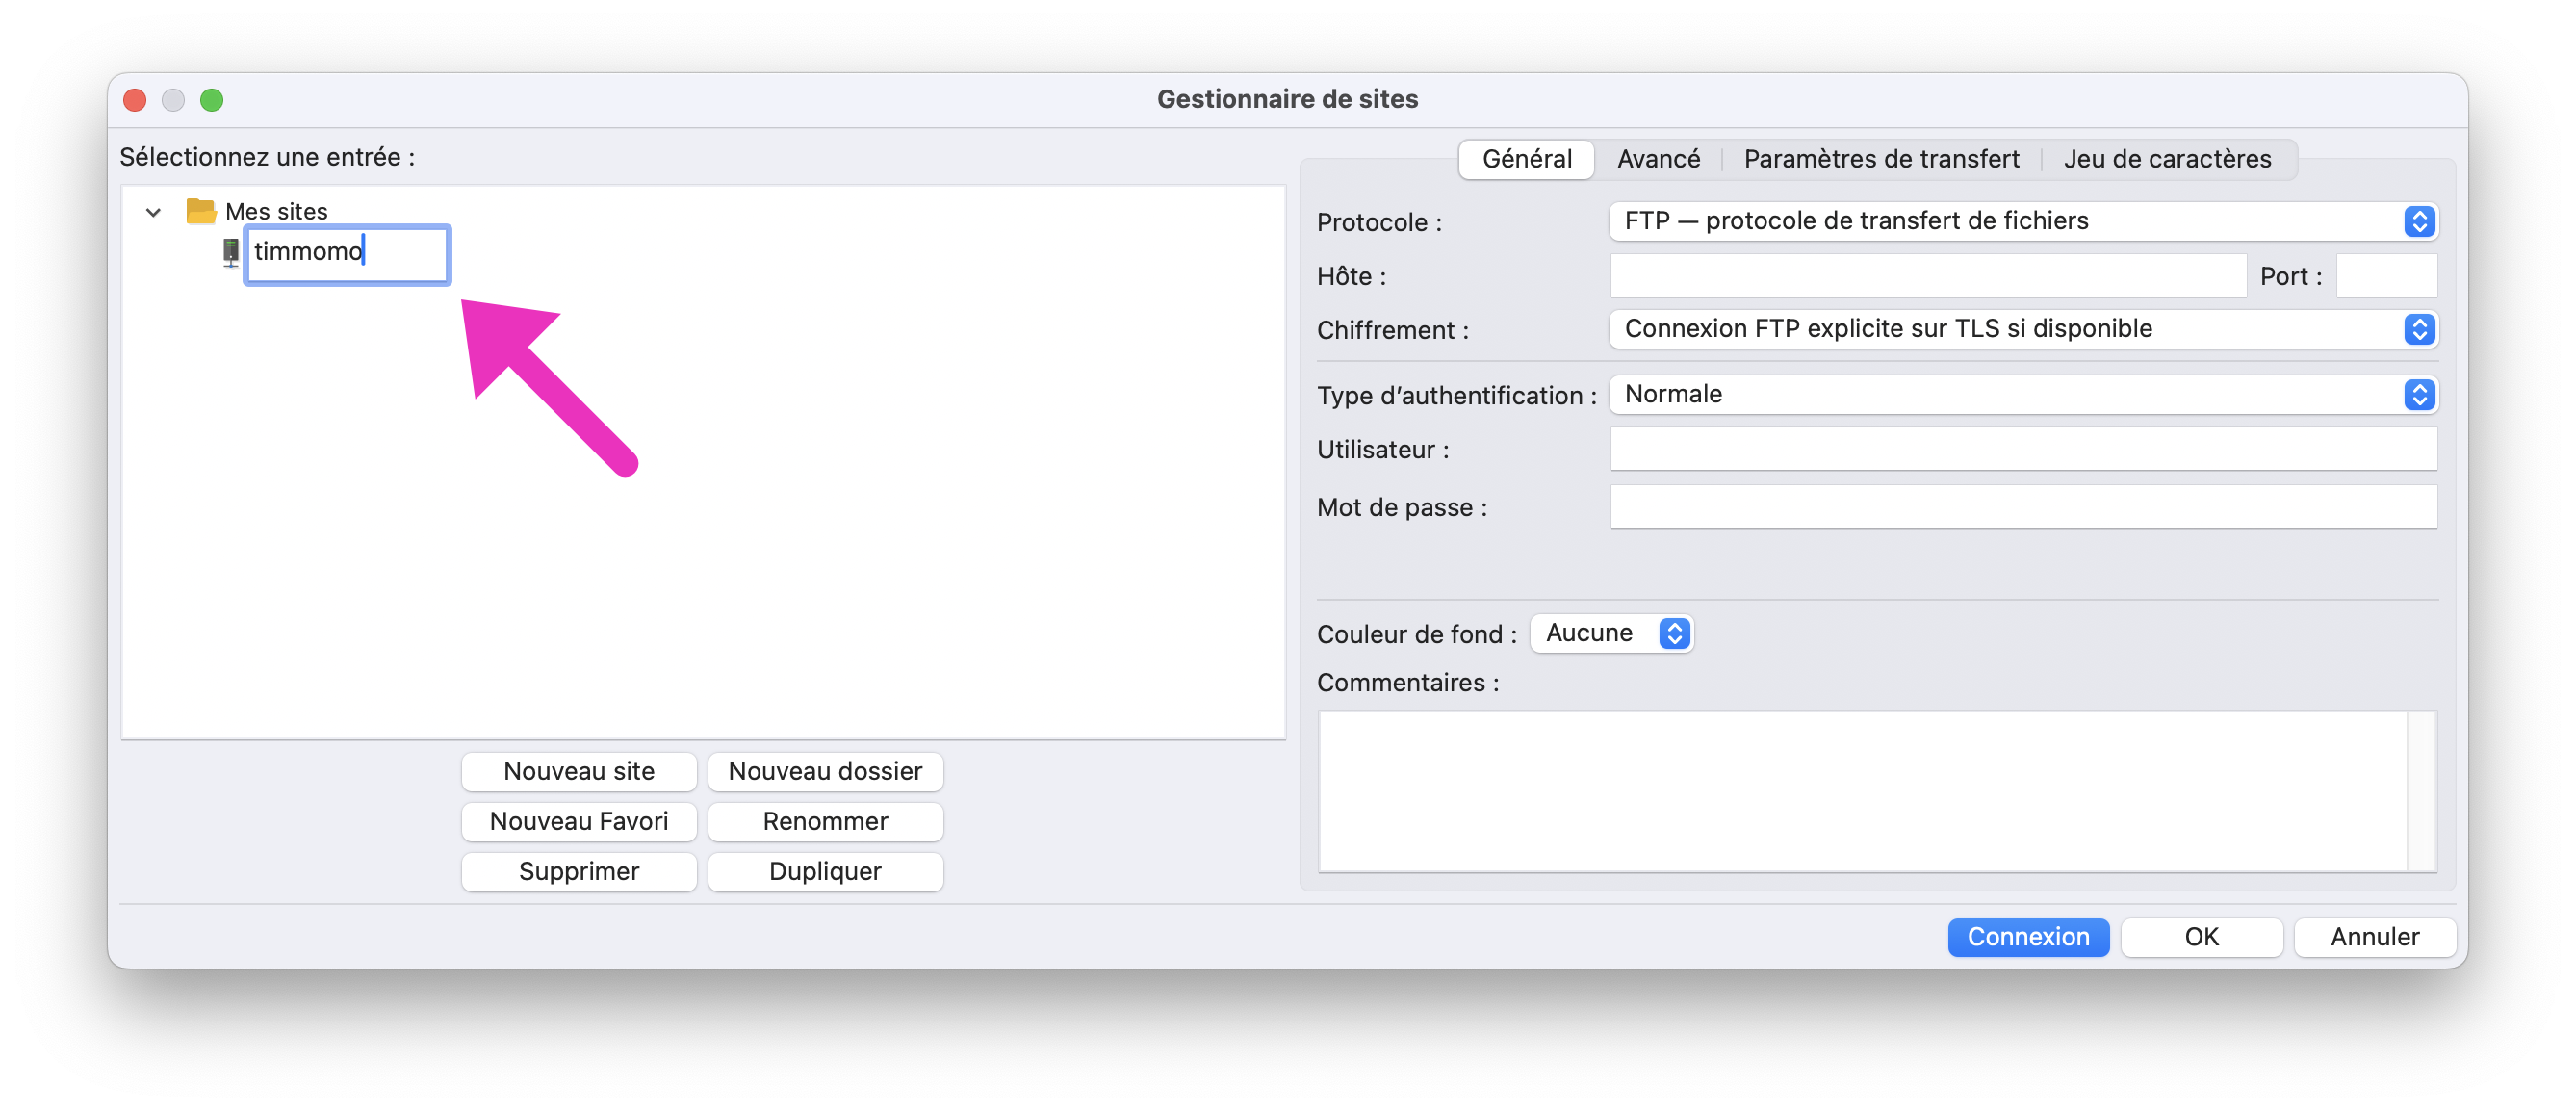 Gestionnaire de sites
Sélectionnez une entrée :
Mes sites
timmomo
Nouveau site
Nouveau dossier
Nouveau Favori
Renommer
Supprimer
Dupliquer
Général
Avancé
Paramètres de transfert
Jeu de caractères
Protocole :
FTP — protocole de transfert de fichiers
Hôte :
Port :
Chiffrement :
Connexion FTP explicite sur TLS si disponible
Type d’authentification :
Normale
Utilisateur :
Mot de passe :
Couleur de fond :
Aucune
Commentaires :
Connexion
OK
Annuler